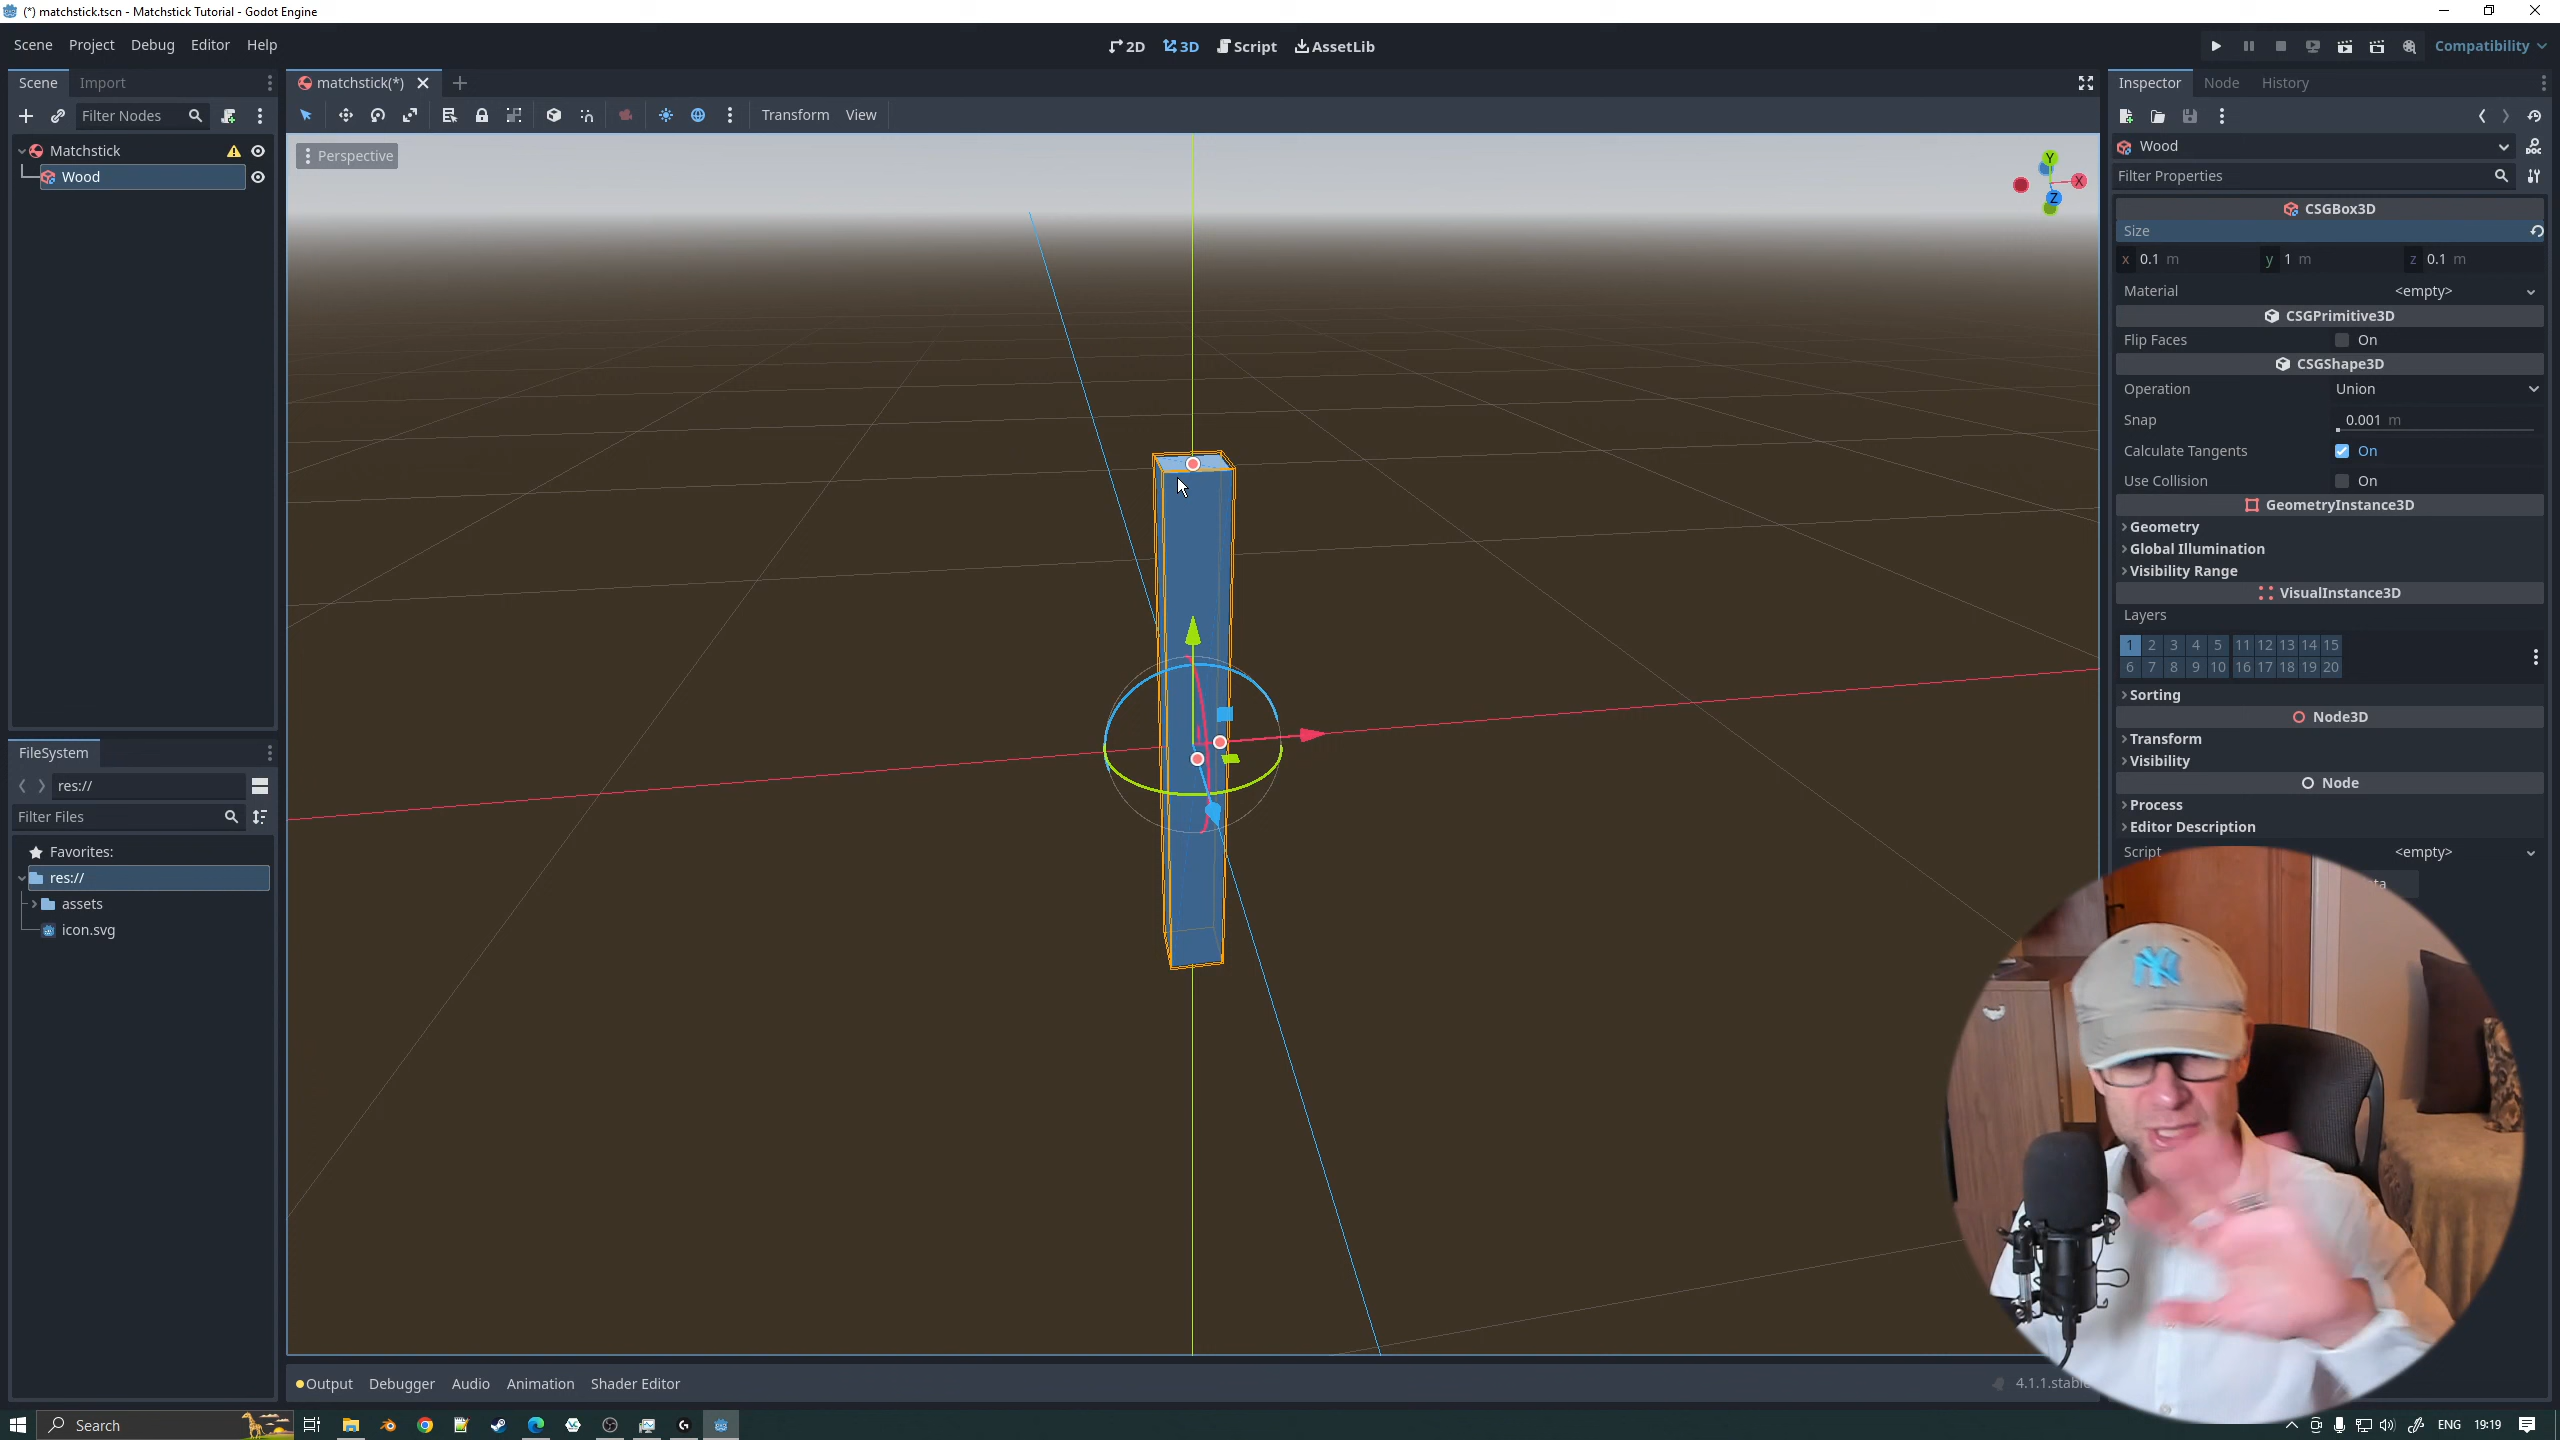 (*) matchstick.tscn - Matchstick Tutorial - Godot Engine
Scene Project Debug Editor Help
2D 3D Script AssetLib
Compatibility
Scene Import
matchstick(*)
Inspector Node History
Filter Nodes
Transform View
Matchstick
Wood
Perspective
Y
X
Z
Wood
Filter Properties
CSGBox3D
Size
x 0.1 m y 1 m z 0.1 m
Material <empty>
CSGPrimitive3D
Flip Faces On
CSGShape3D
Operation Union
Snap 0.001 m
Calculate Tangents On
Use Collision On
GeometryInstance3D
Geometry
Global Illumination
Visibility Range
VisualInstance3D
Layers
1 2 3 4 5 11 12 13 14 15
6 7 8 9 10 16 17 18 19 20
Sorting
Node3D
Transform
Visibility
Node
Process
Editor Description
Script <empty>
FileSystem
res://
Filter Files
Favorites:
res://
assets
icon.svg
NY
Output Debugger Audio Animation Shader Editor
4.1.1.stable
Search
ENG 19:19